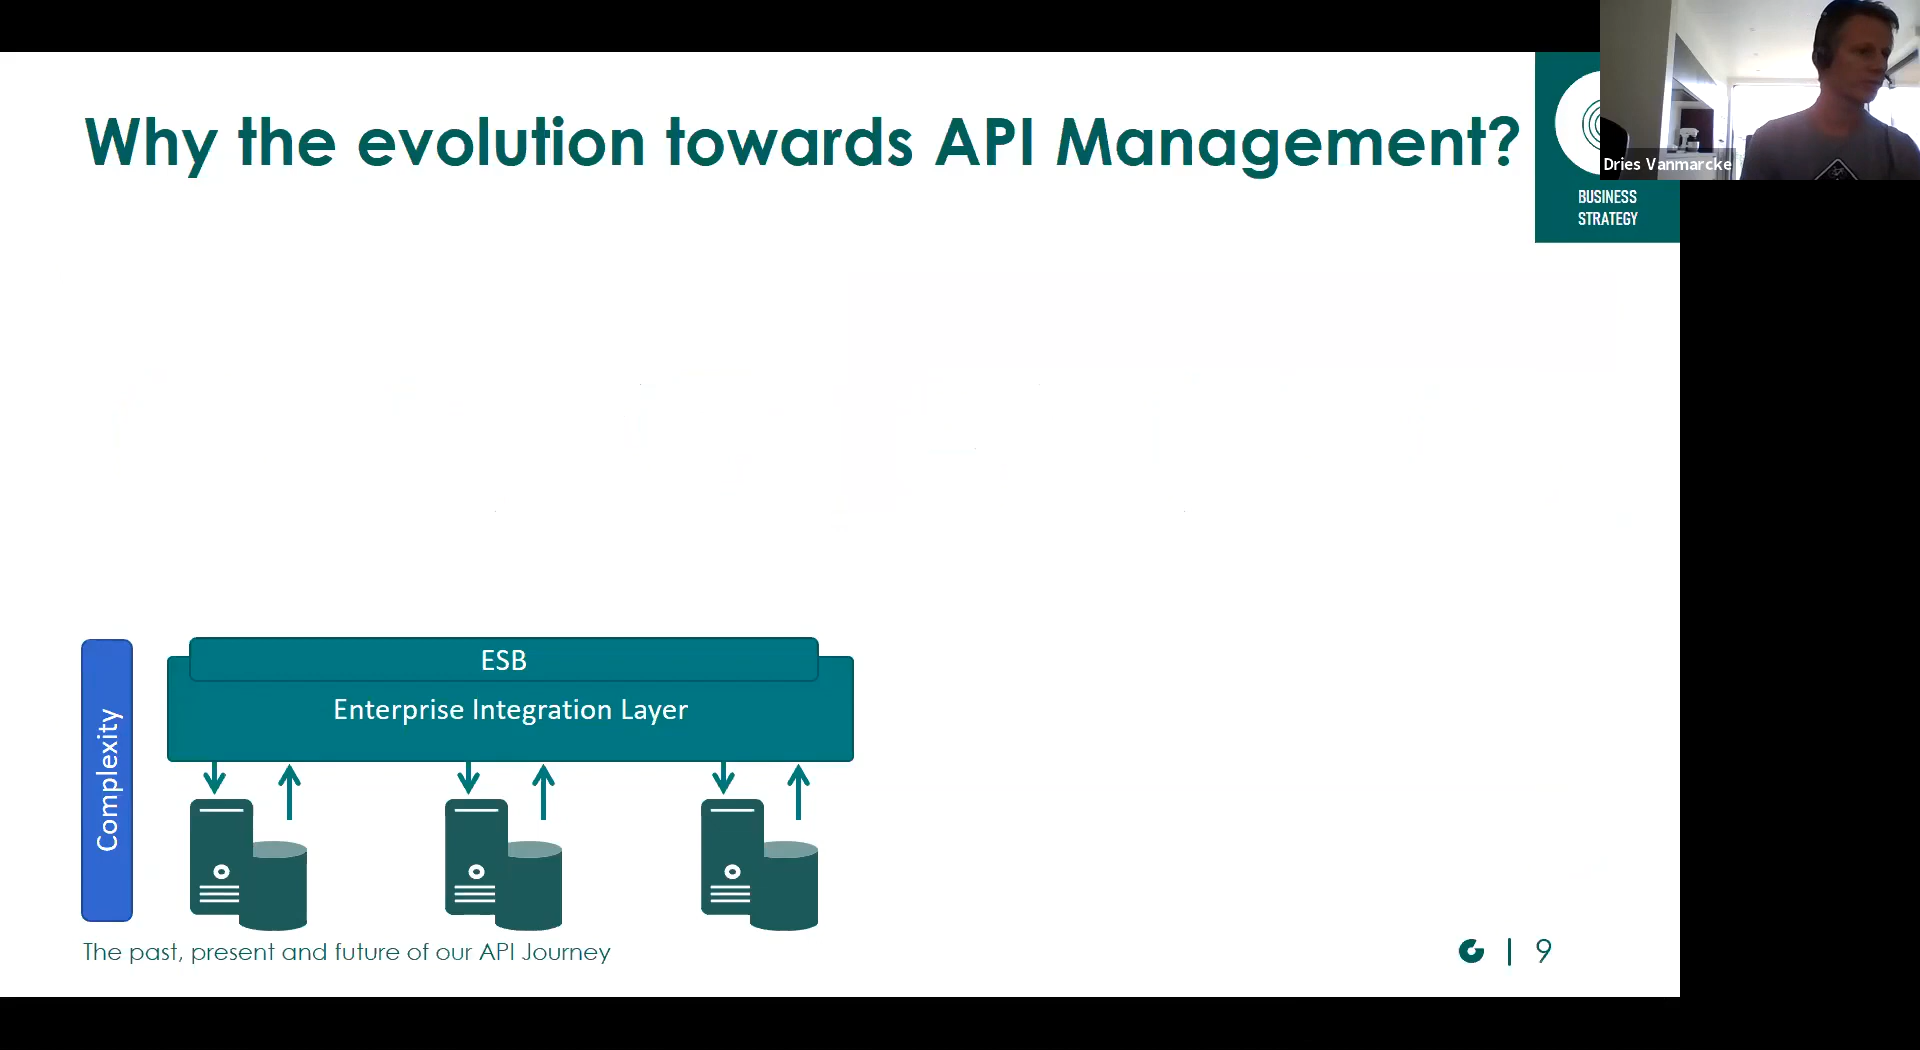 Why the evolution towards API Management?
Dries Vanmarcke
BUSINESS
STRATEGY
ESB
Enterprise Integration Layer
Complexity
The past, present and future of our API Journey
9